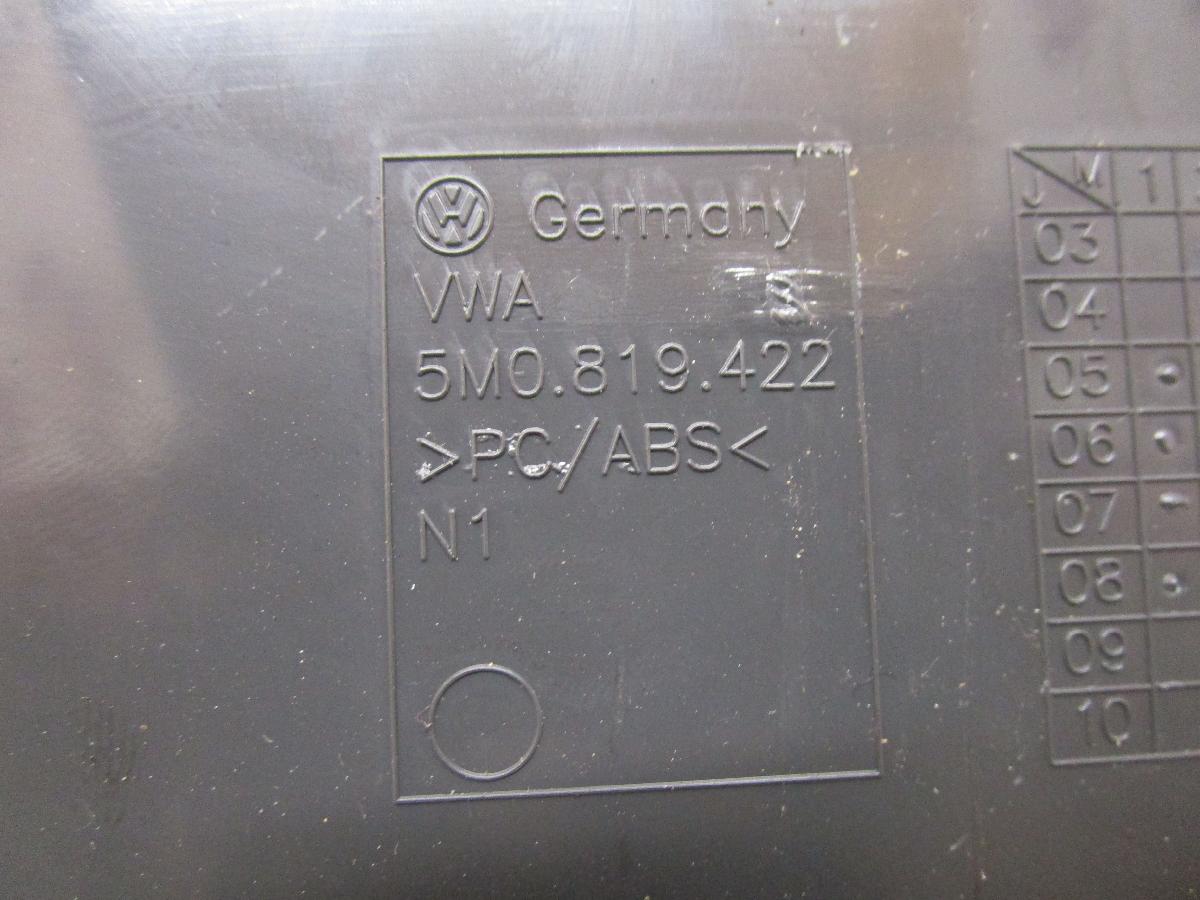 Germany
VWA S
5M0.819.422
>PC/ABS<
N1
J M 1
03
04
05
06
07
08
09
10